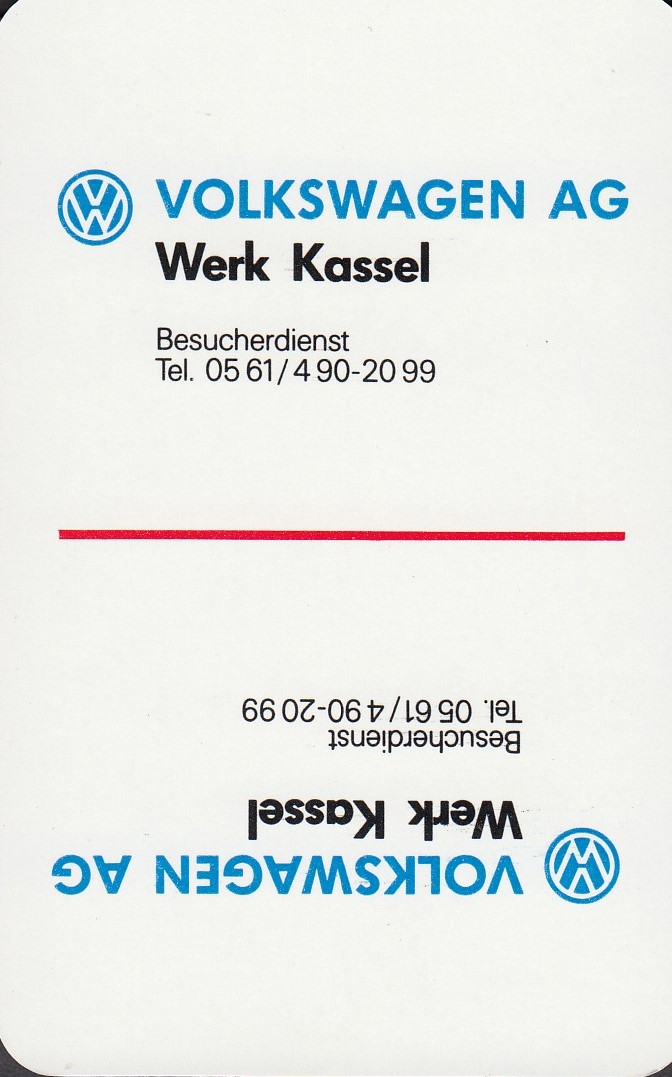 VOLKSWAGEN AG
Werk Kassel
Besucherdienst
Tel. 05 61/4 90-20 99
VOLKSWAGEN AG
Werk Kassel
Besucherdienst
Tel. 05 61/4 90-20 99